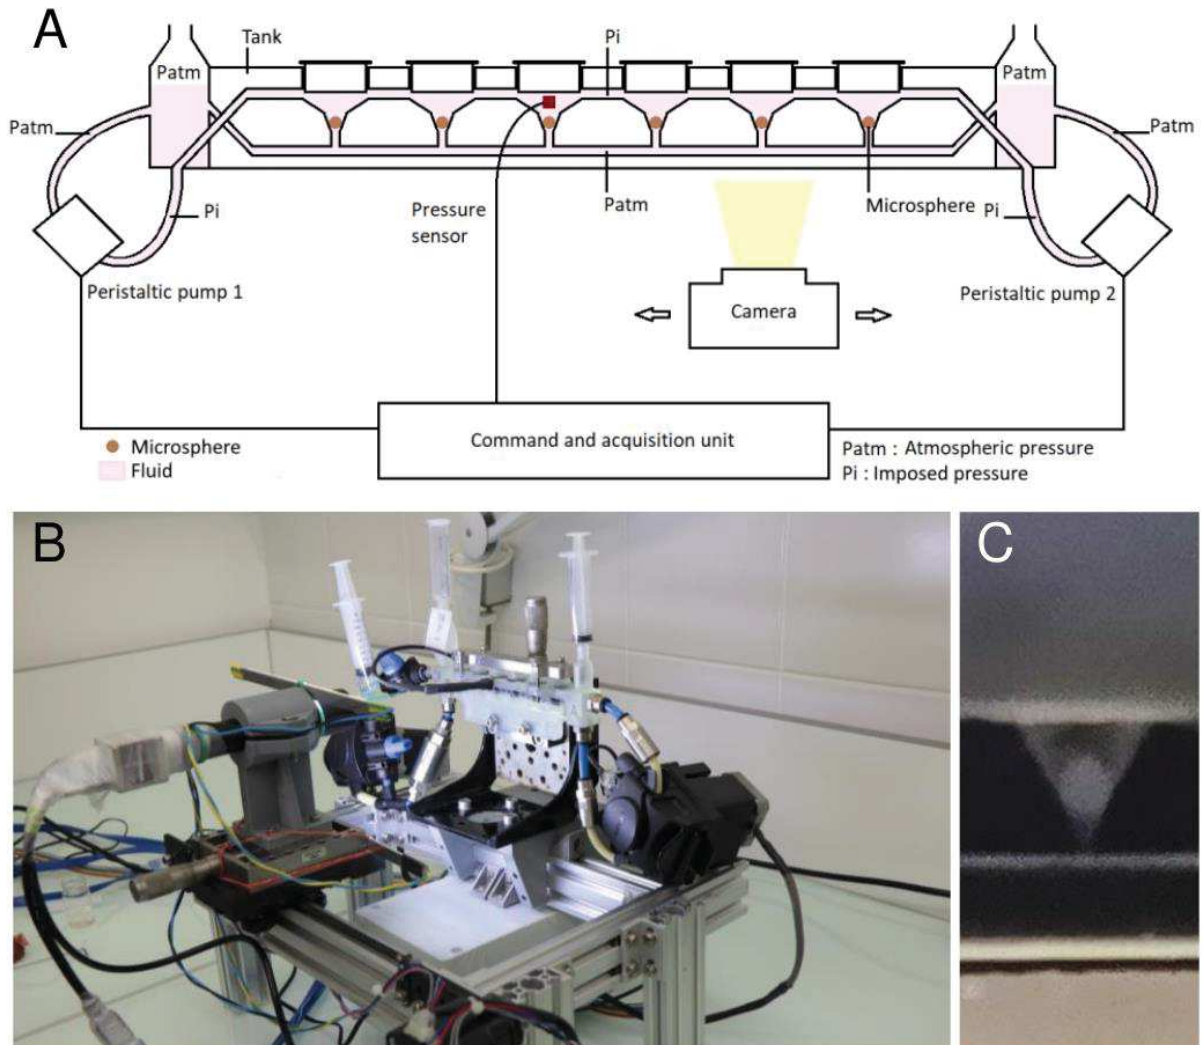 A
Tank
Pi
Patm
Patm
Patm
Patm
Pi
Pressure
sensor
Patm
Microsphere
Pi
Peristaltic pump 1
Peristaltic pump 2
Camera
Command and acquisition unit
Microsphere
Fluid
Patm : Atmospheric pressure
Pi : Imposed pressure
B
C